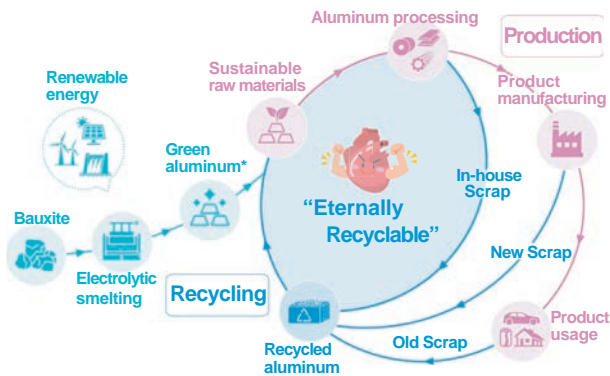 Aluminum processing
Production
Renewable
energy
Sustainable
raw materials
Product
manufacturing
Green
aluminum*
In-house
Scrap
“Eternally
Recyclable”
Bauxite
Electrolytic
smelting
Recycling
New Scrap
Recycled
aluminum
Old Scrap
Product
usage